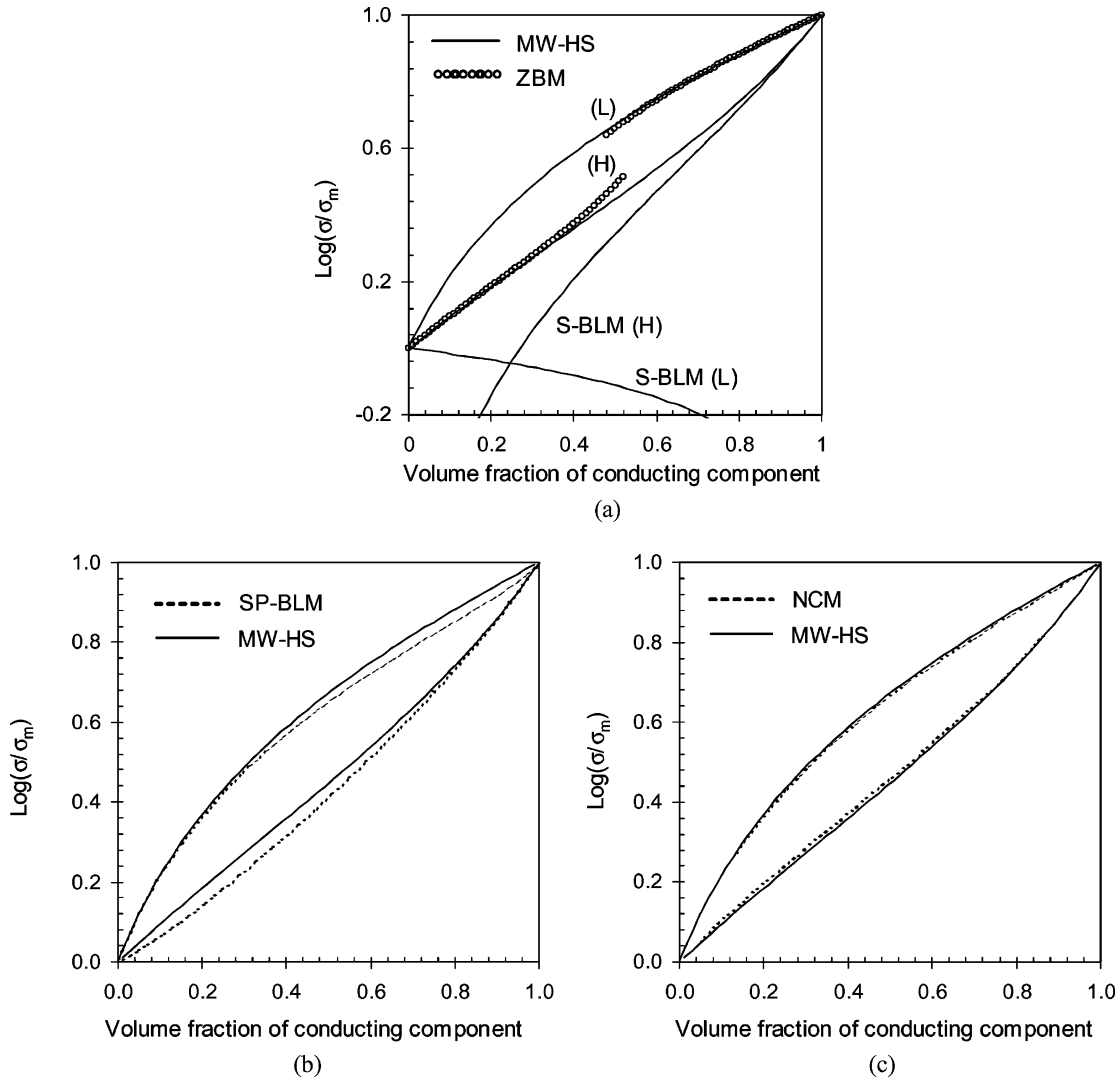 1.0
MW-HS
ZBM
(L)
0.6
(H)
Log(σ/σm)
0.2
S-BLM (H)
S-BLM (L)
-0.2
0 0.2 0.4 0.6 0.8 1
Volume fraction of conducting component
(a)
1.0
SP-BLM
MW-HS
0.8
0.6
Log(σ/σm)
0.4
0.2
0.0
0.0 0.2 0.4 0.6 0.8 1.0
Volume fraction of conducting component
(b)
1.0
NCM
MW-HS
0.8
0.6
Log(σ/σm)
0.4
0.2
0.0
0.0 0.2 0.4 0.6 0.8 1.0
Volume fraction of conducting component
(c)